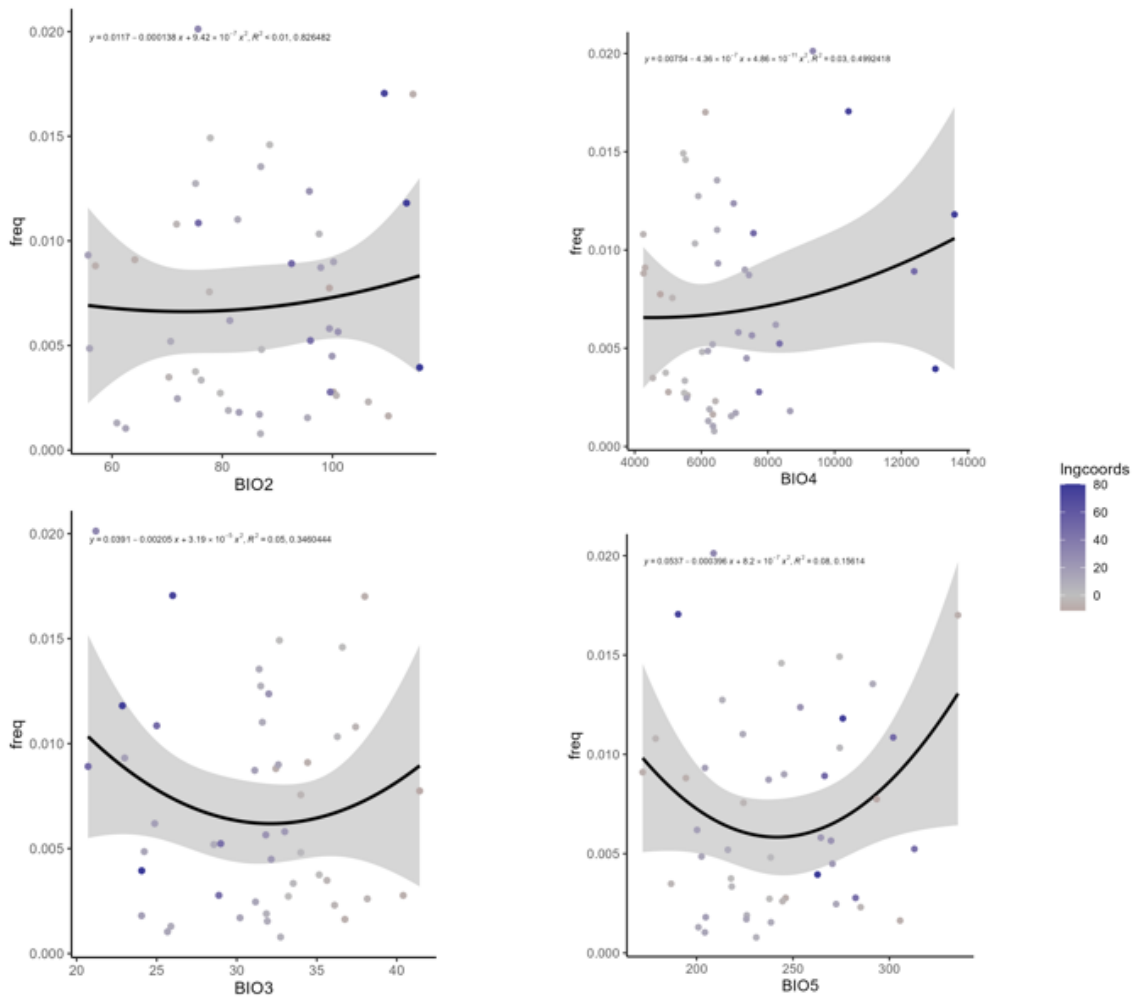 0.020
y = 0.0117 − 0.000138 x + 9.42 × 10⁻⁷ x², R² < 0.01, 0.826482
0.015
0.010
0.005
0.000
freq
60 80 100
BIO2
0.020
y = 0.00754 − 4.36 × 10⁻⁷ x + 4.86 × 10⁻¹¹ x², R² = 0.03, 0.4992418
0.015
0.010
0.005
0.000
freq
4000 6000 8000 10000 12000 14000
BIO4
0.020
y = 0.0391 − 0.00205 x + 3.19 × 10⁻⁵ x², R² = 0.05, 0.3460444
0.015
0.010
0.005
0.000
freq
20 25 30 35 40
BIO3
0.020
y = 0.0537 − 0.000396 x + 8.2 × 10⁻⁷ x², R² = 0.08, 0.15614
0.015
0.010
0.005
0.000
freq
200 250 300
BIO5
lngcoords
80
60
40
20
0